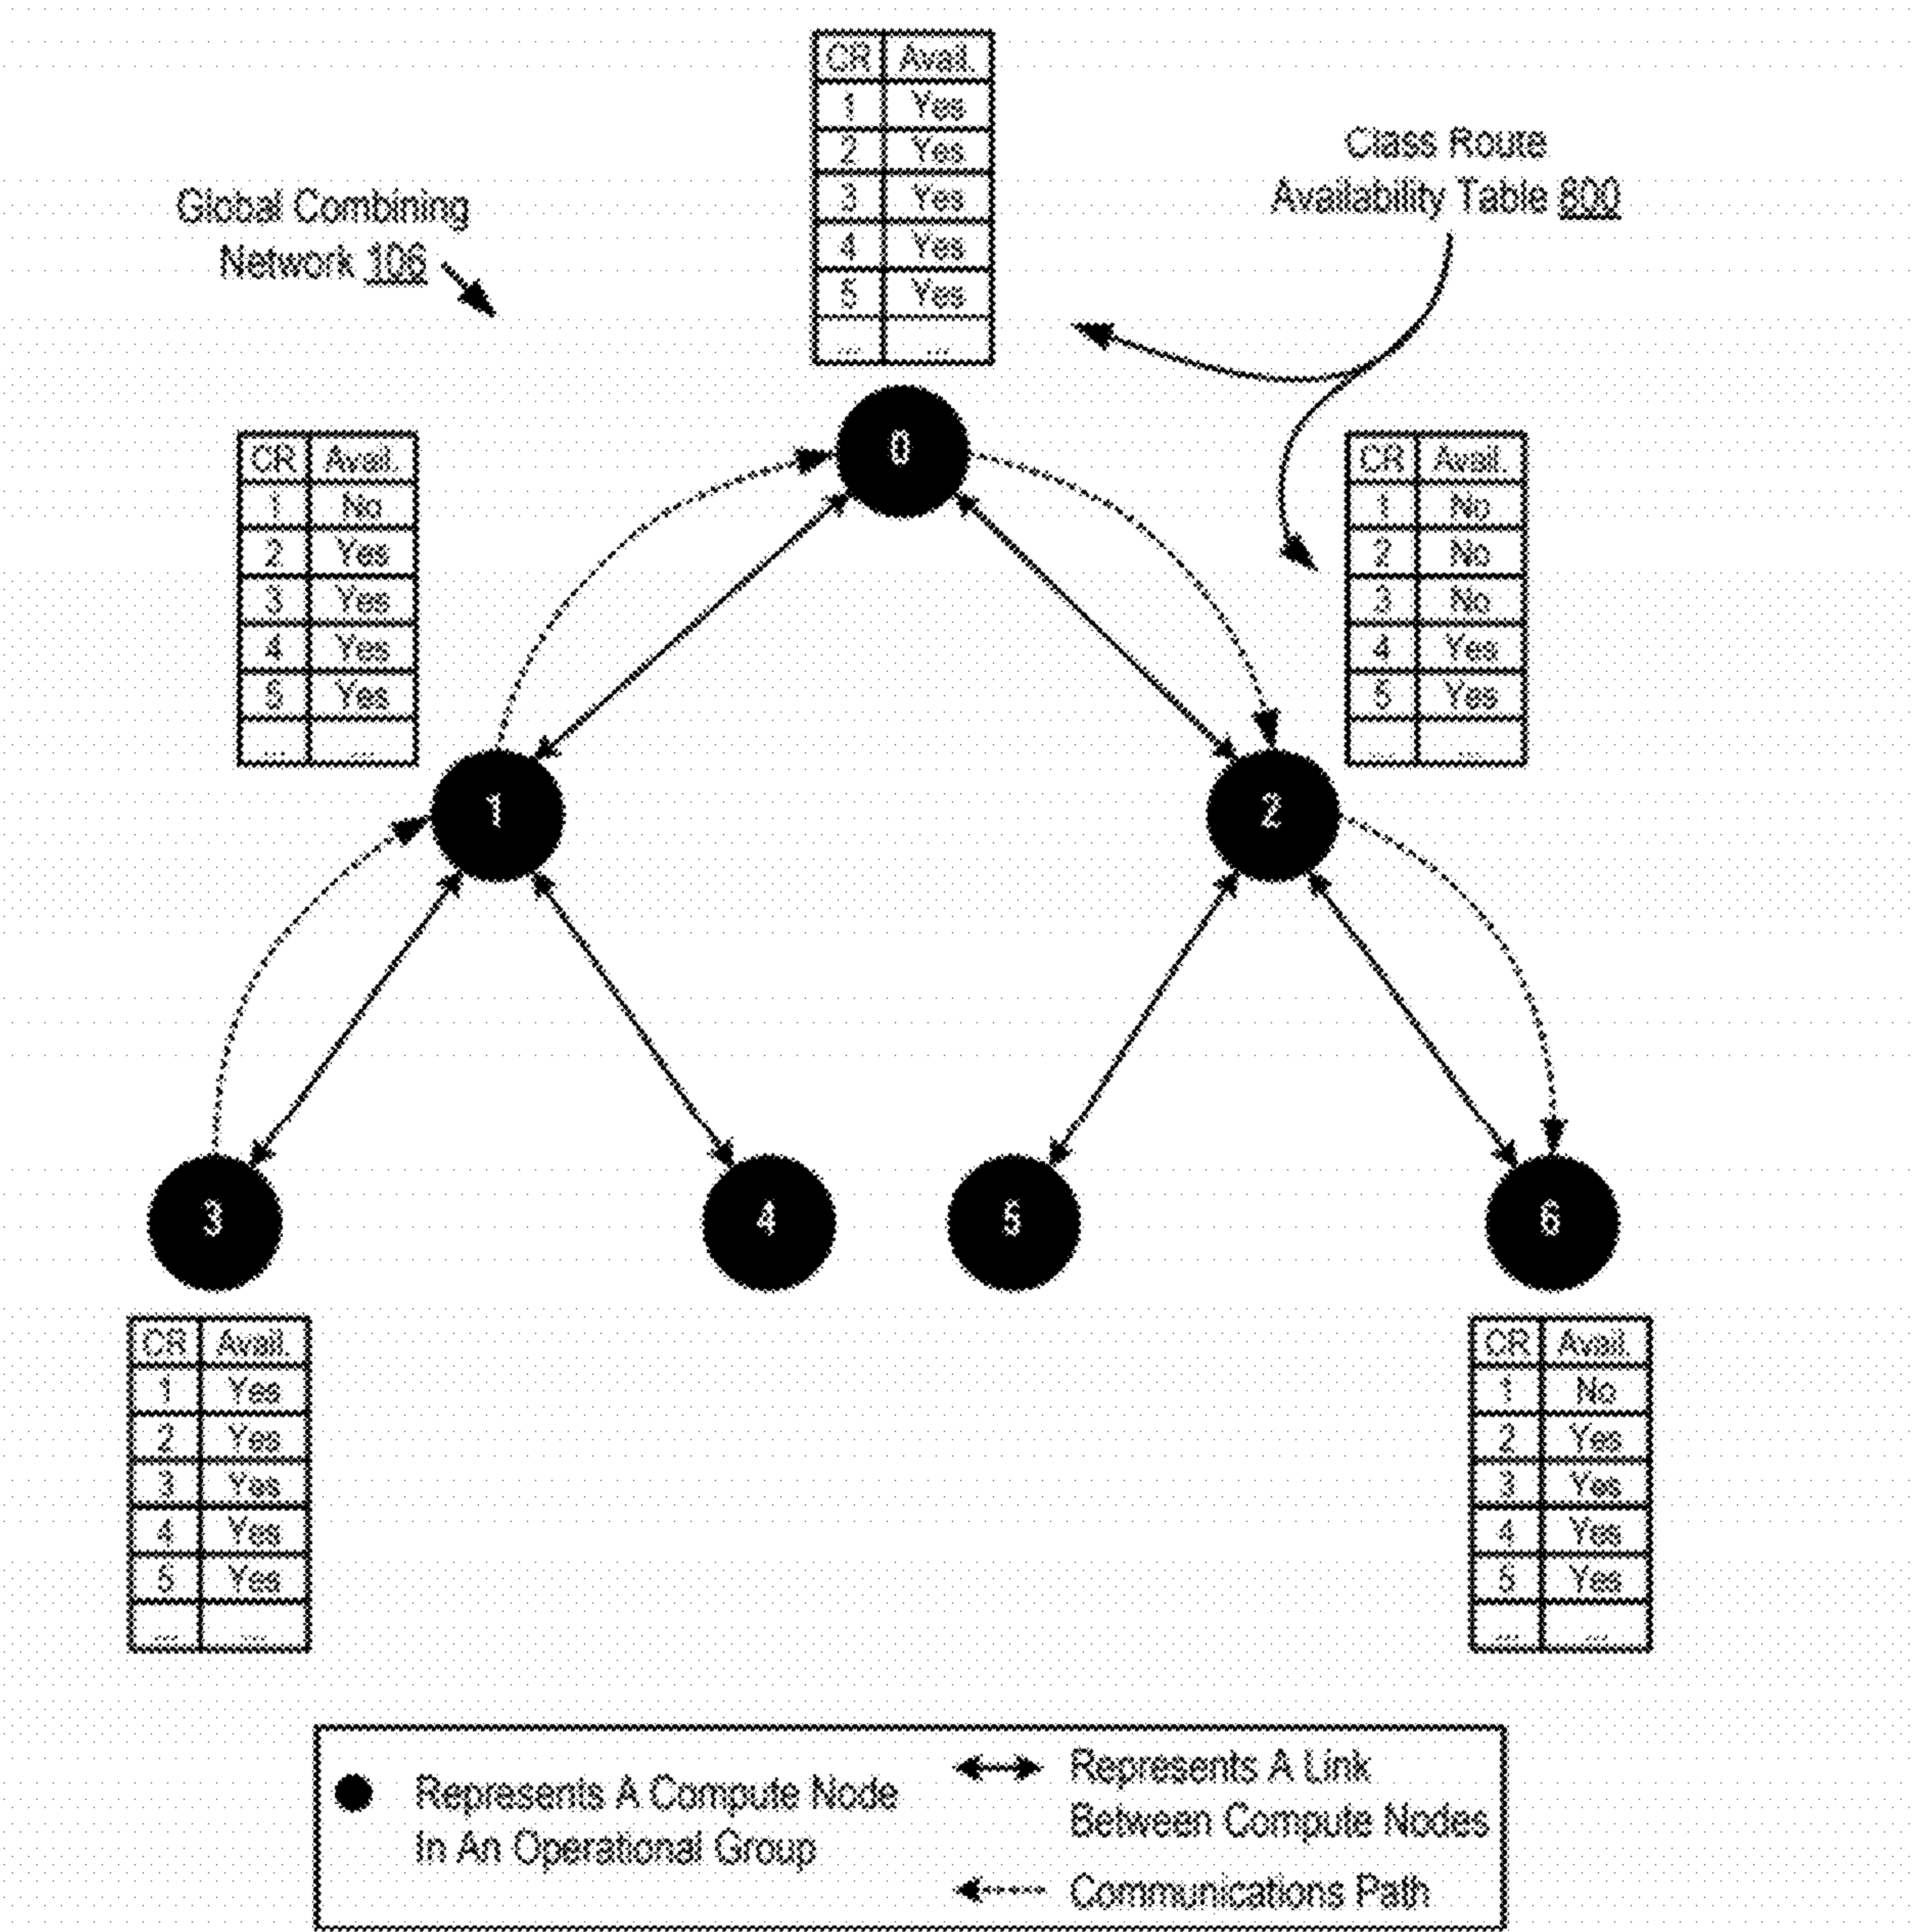 CR Avail.
1 Yes
2 Yes
3 Yes
4 Yes
5 Yes
... ...
Class Route
Availability Table 800
Global Combining
Network 106
CR Avail.
1 No
2 Yes
3 Yes
4 Yes
5 Yes
... ...
0
CR Avail.
1 No
2 No
3 No
4 Yes
5 Yes
... ...
1
2
3
4
5
6
CR Avail.
1 Yes
2 Yes
3 Yes
4 Yes
5 Yes
... ...
CR Avail.
1 No
2 Yes
3 Yes
4 Yes
5 Yes
... ...
Represents A Compute Node
In An Operational Group
Represents A Link
Between Compute Nodes
Communications Path